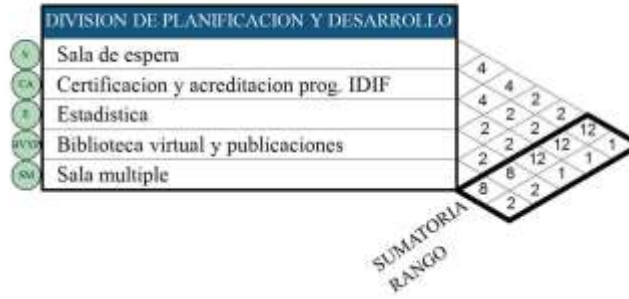 DIVISION DE PLANIFICACION Y DESARROLLO
S Sala de espera
CA Certificacion y acreditacion prog. IDIF
E Estadistica
BVYP Biblioteca virtual y publicaciones
SM Sala multiple
4
4 4
2 2
2 2 2
2 2 12
2 8 12 12 1
8 2 1 1
2 2
SUMATORIA
RANGO